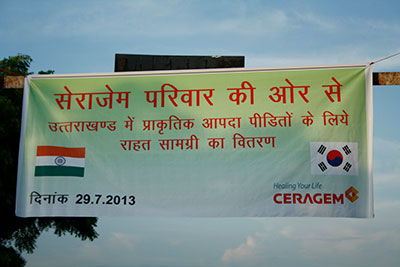 सेराजेम परिवार की ओर से
उत्तराखण्ड में प्राकृतिक आपदा पीडितों के लिये
राहत सामग्री का वितरण
Healing Your Life
CERAGEM
दिनांक 29.7.2013